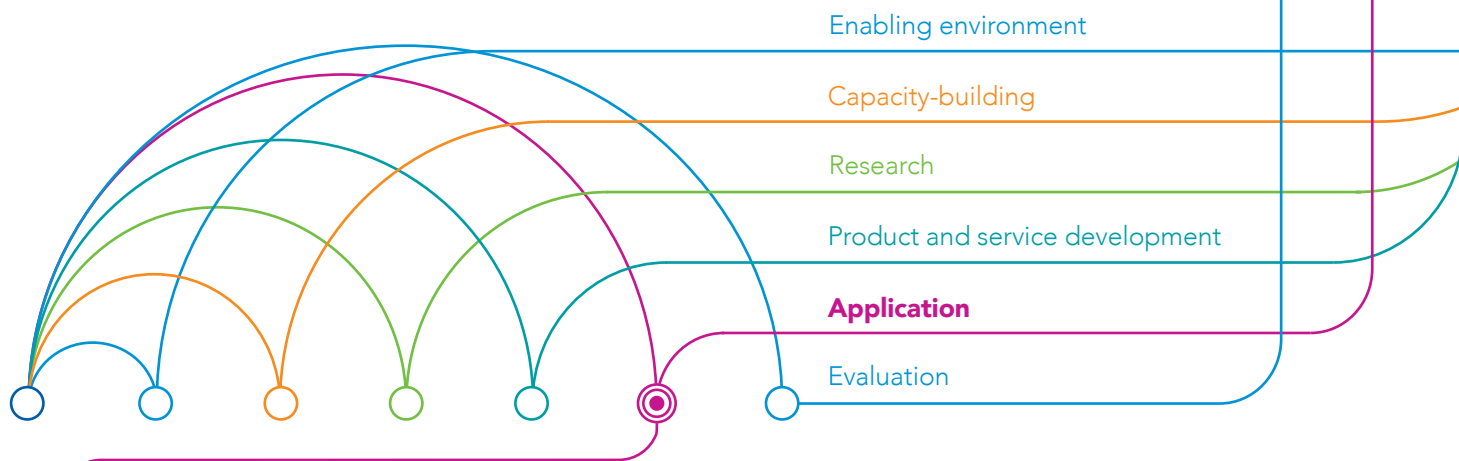 Enabling environment
Capacity-building
Research
Product and service development
Application
Evaluation